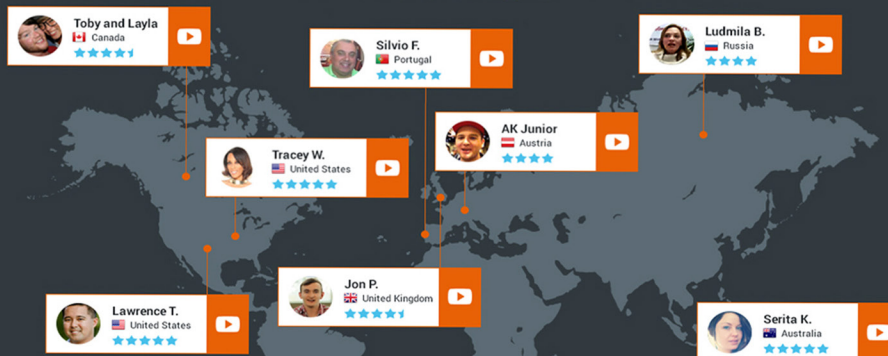 Toby and Layla
Canada
Silvio F.
Portugal
Ludmila B.
Russia
AK Junior
Austria
Tracey W.
United States
Jon P.
United Kingdom
Lawrence T.
United States
Serita K.
Australia